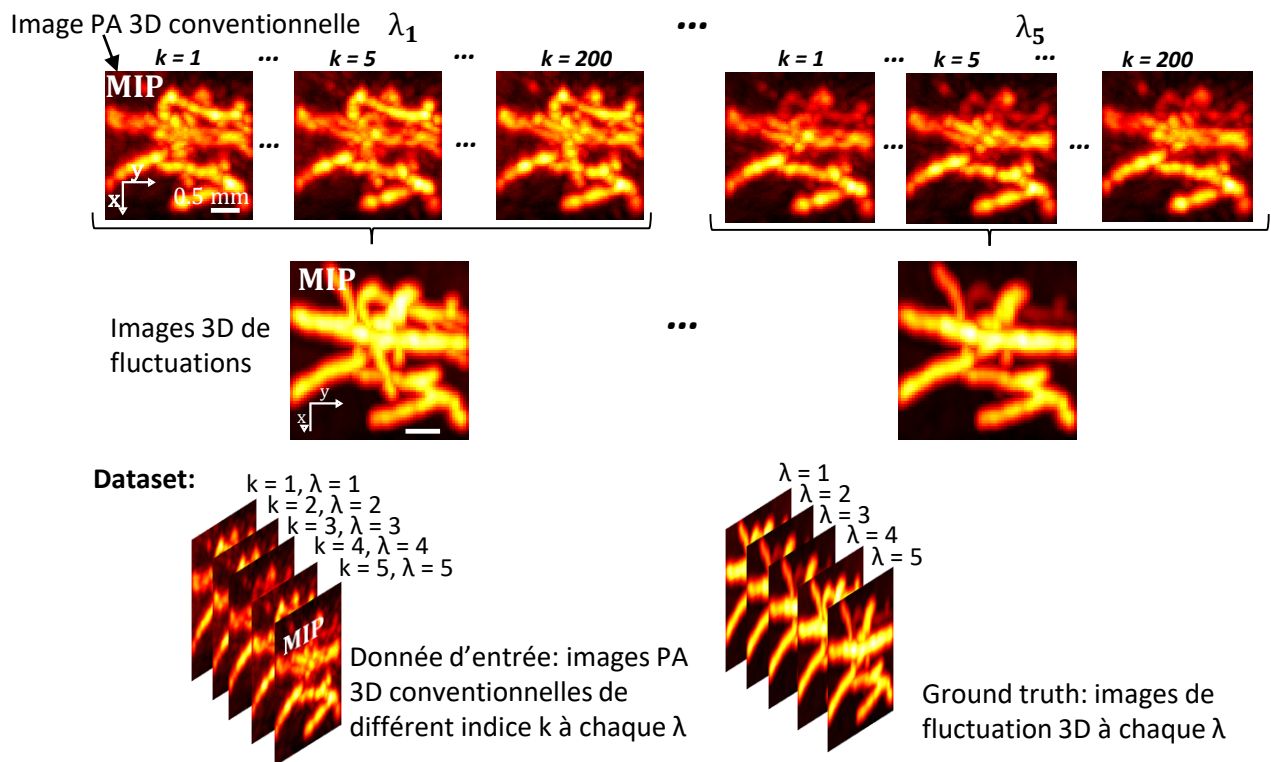 Image PA 3D conventionnelle
λ₁
...
λ₅
k = 1
...
k = 5
...
k = 200
k = 1
...
k = 5
...
k = 200
MIP
...
...
...
...
y
x
0.5 mm
MIP
Images 3D de
fluctuations
...
y
x
Dataset:
k = 1, λ = 1
k = 2, λ = 2
k = 3, λ = 3
k = 4, λ = 4
k = 5, λ = 5
λ = 1
λ = 2
λ = 3
λ = 4
λ = 5
MIP
Donnée d’entrée: images PA
3D conventionnelles de
différent indice k à chaque λ
Ground truth: images de
fluctuation 3D à chaque λ